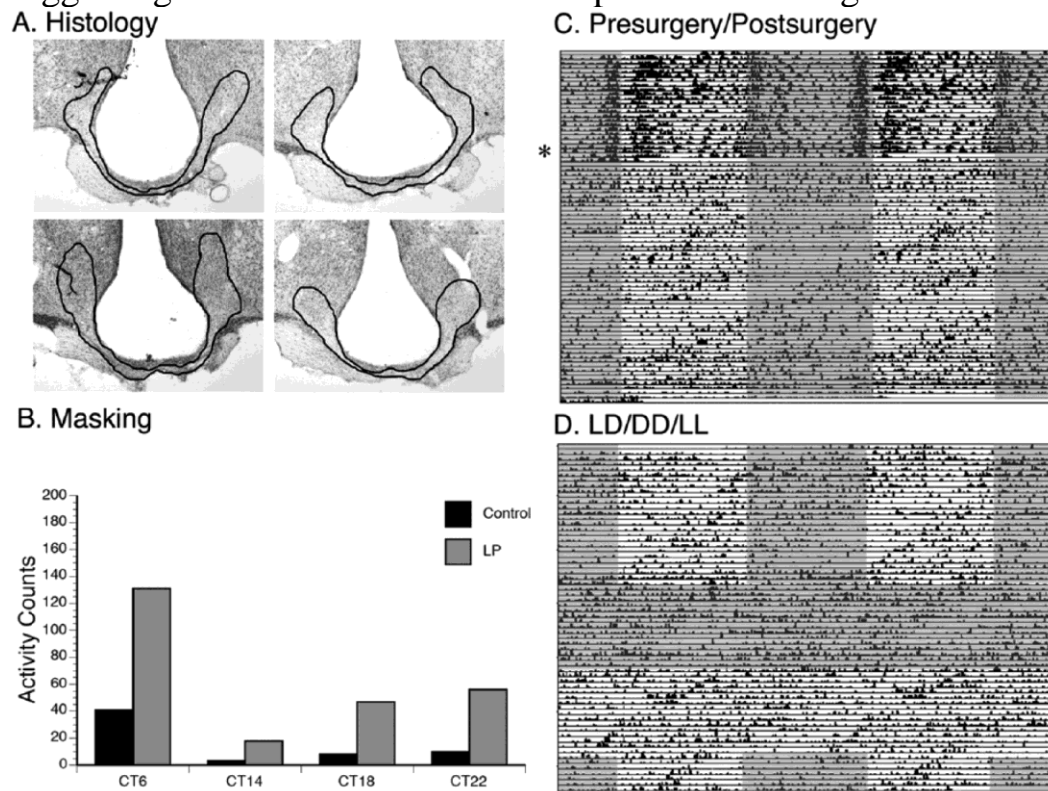 A. Histology
C. Presurgery/Postsurgery
*
B. Masking
D. LD/DD/LL
200
180
160
140
120
100
80
60
40
20
0
Activity Counts
Control
LP
CT6
CT14
CT18
CT22